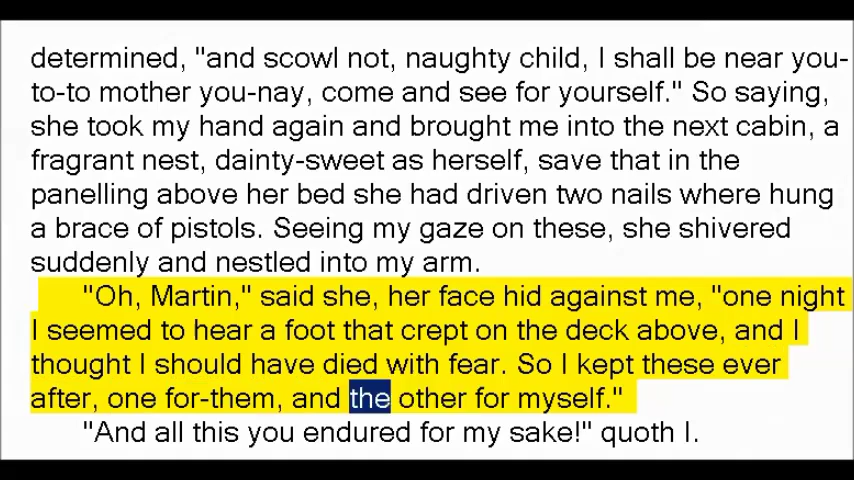 determined, "and scowl not, naughty child, I shall be near you-
to-to mother you-nay, come and see for yourself." So saying,
she took my hand again and brought me into the next cabin, a
fragrant nest, dainty-sweet as herself, save that in the
panelling above her bed she had driven two nails where hung
a brace of pistols. Seeing my gaze on these, she shivered
suddenly and nestled into my arm.
"Oh, Martin," said she, her face hid against me, "one night
I seemed to hear a foot that crept on the deck above, and I
thought I should have died with fear. So I kept these ever
after, one for-them, and the other for myself."
"And all this you endured for my sake!" quoth I.